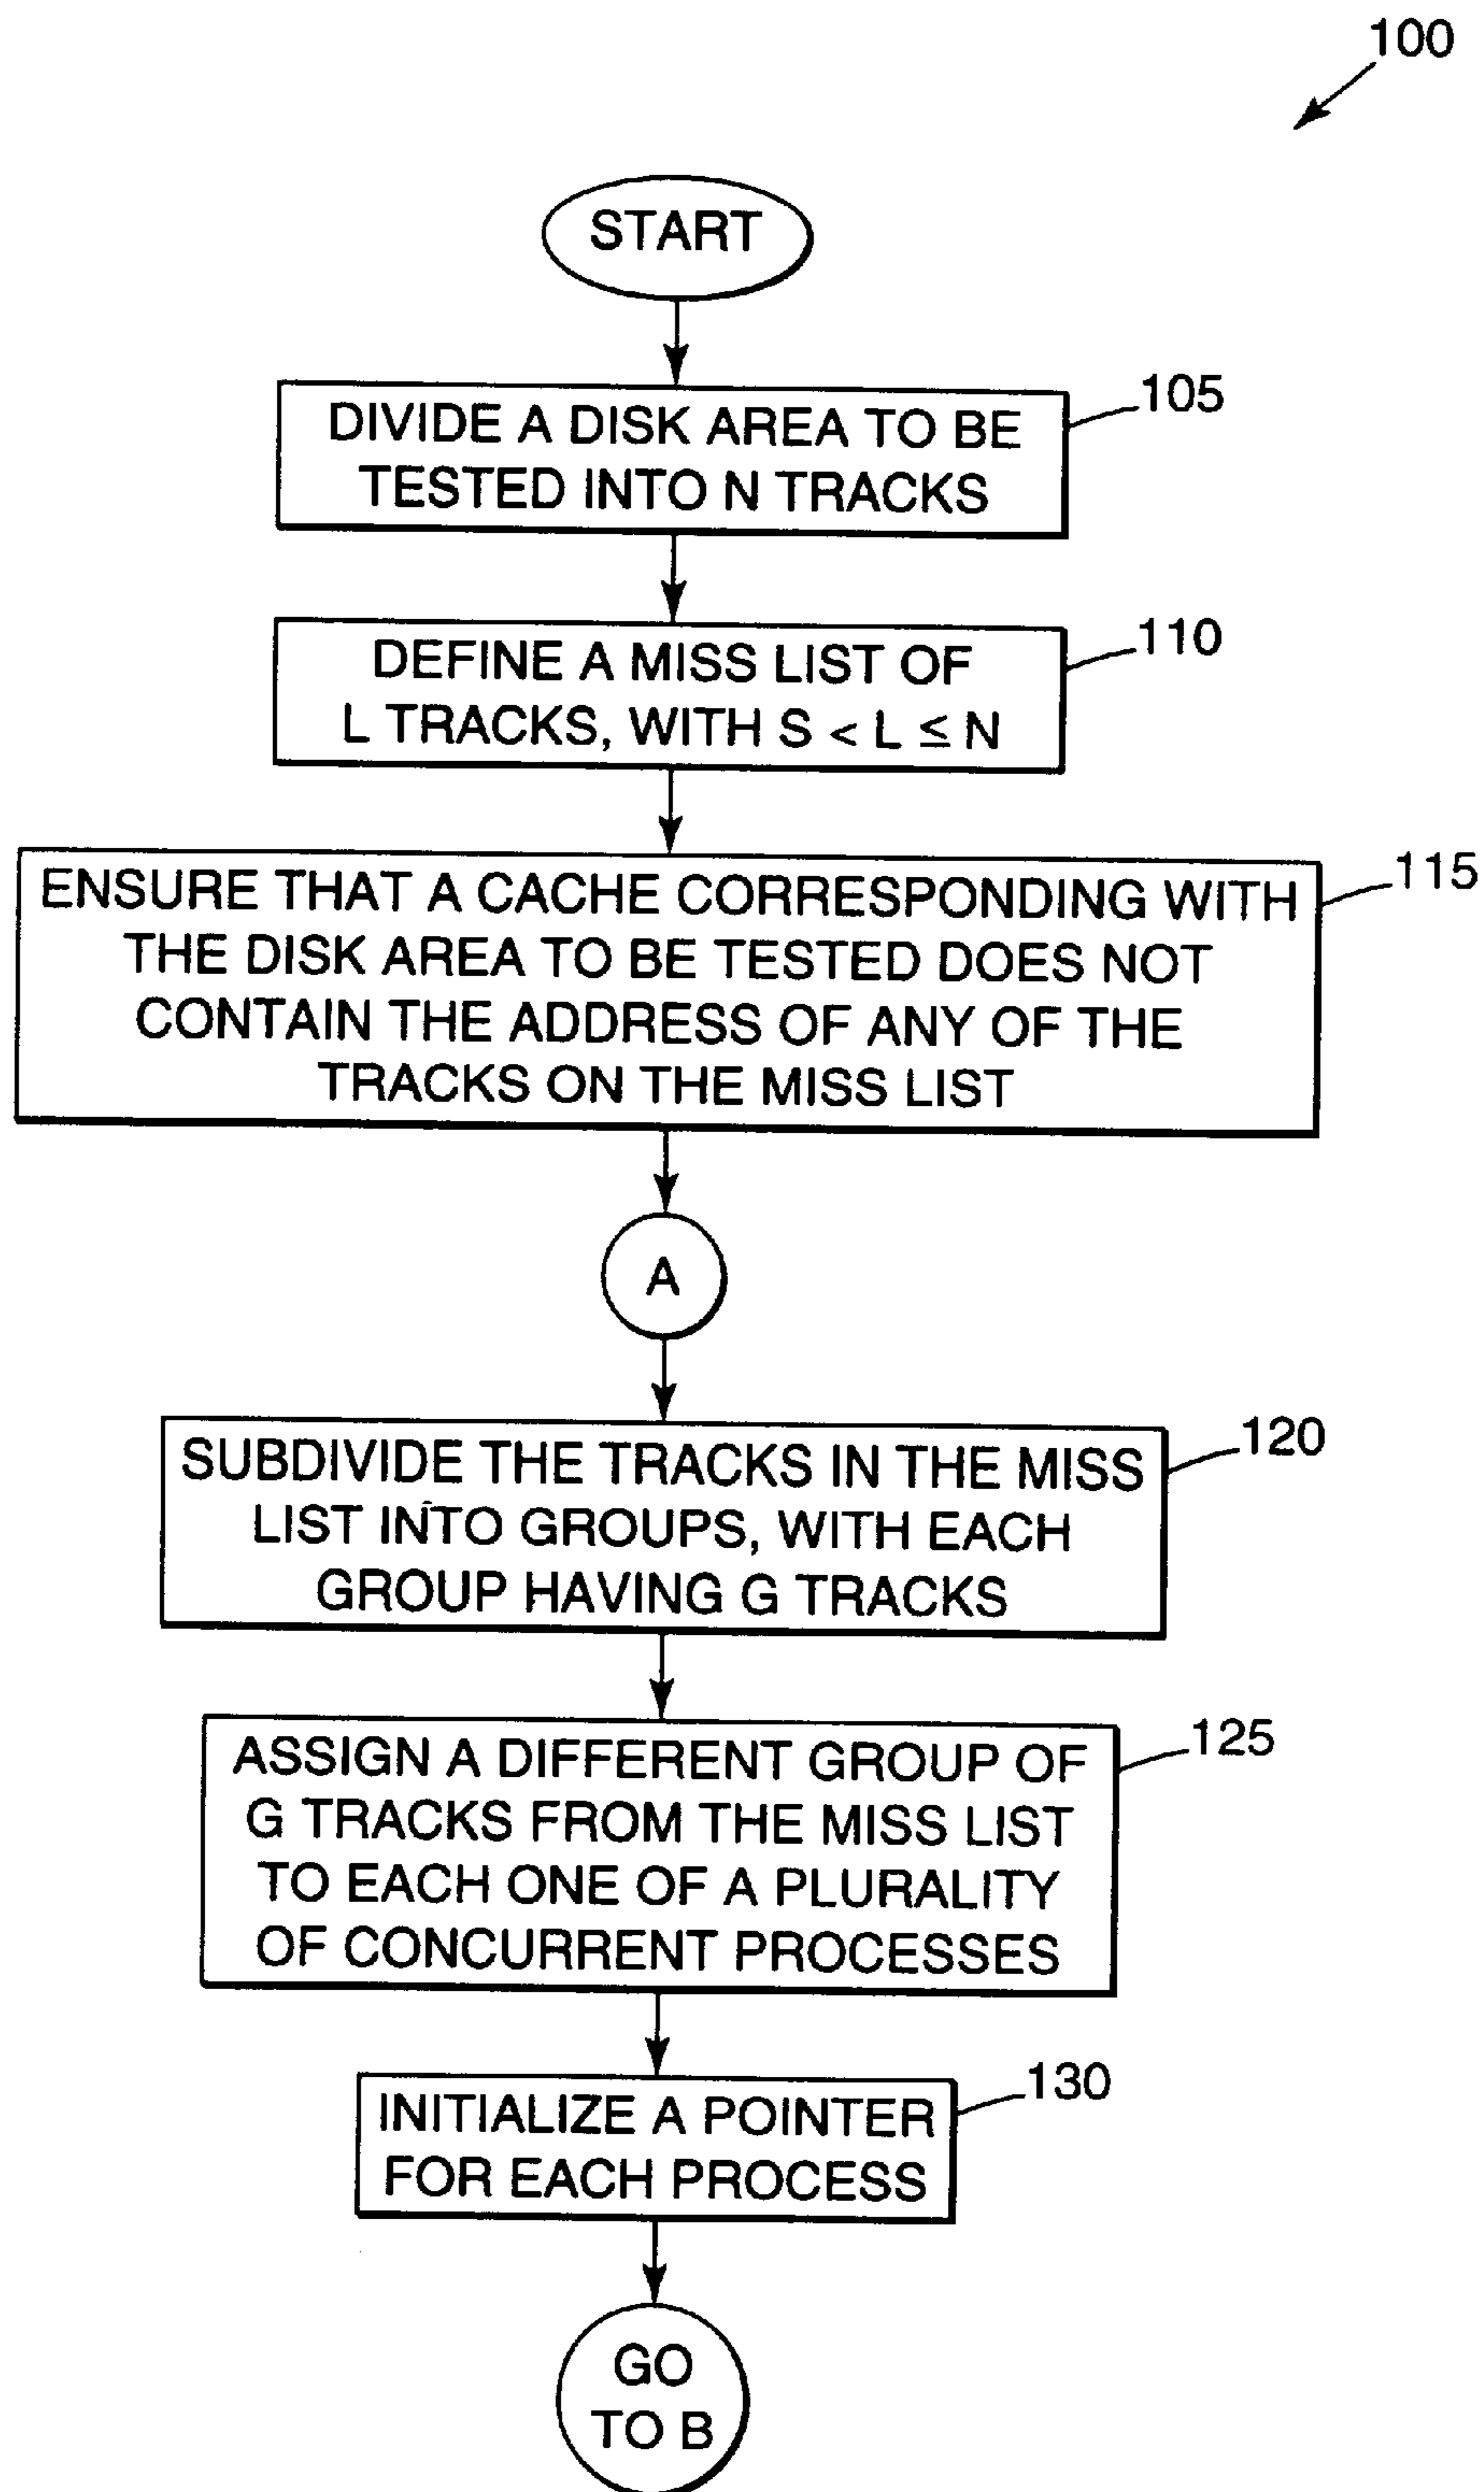 100
START
DIVIDE A DISK AREA TO BE
TESTED INTO N TRACKS
105
DEFINE A MISS LIST OF
L TRACKS, WITH S < L ≤ N
110
ENSURE THAT A CACHE CORRESPONDING WITH
THE DISK AREA TO BE TESTED DOES NOT
CONTAIN THE ADDRESS OF ANY OF THE
TRACKS ON THE MISS LIST
115
A
SUBDIVIDE THE TRACKS IN THE MISS
LIST INTO GROUPS, WITH EACH
GROUP HAVING G TRACKS
120
ASSIGN A DIFFERENT GROUP OF
G TRACKS FROM THE MISS LIST
TO EACH ONE OF A PLURALITY
OF CONCURRENT PROCESSES
125
INITIALIZE A POINTER
FOR EACH PROCESS
130
GO
TO B